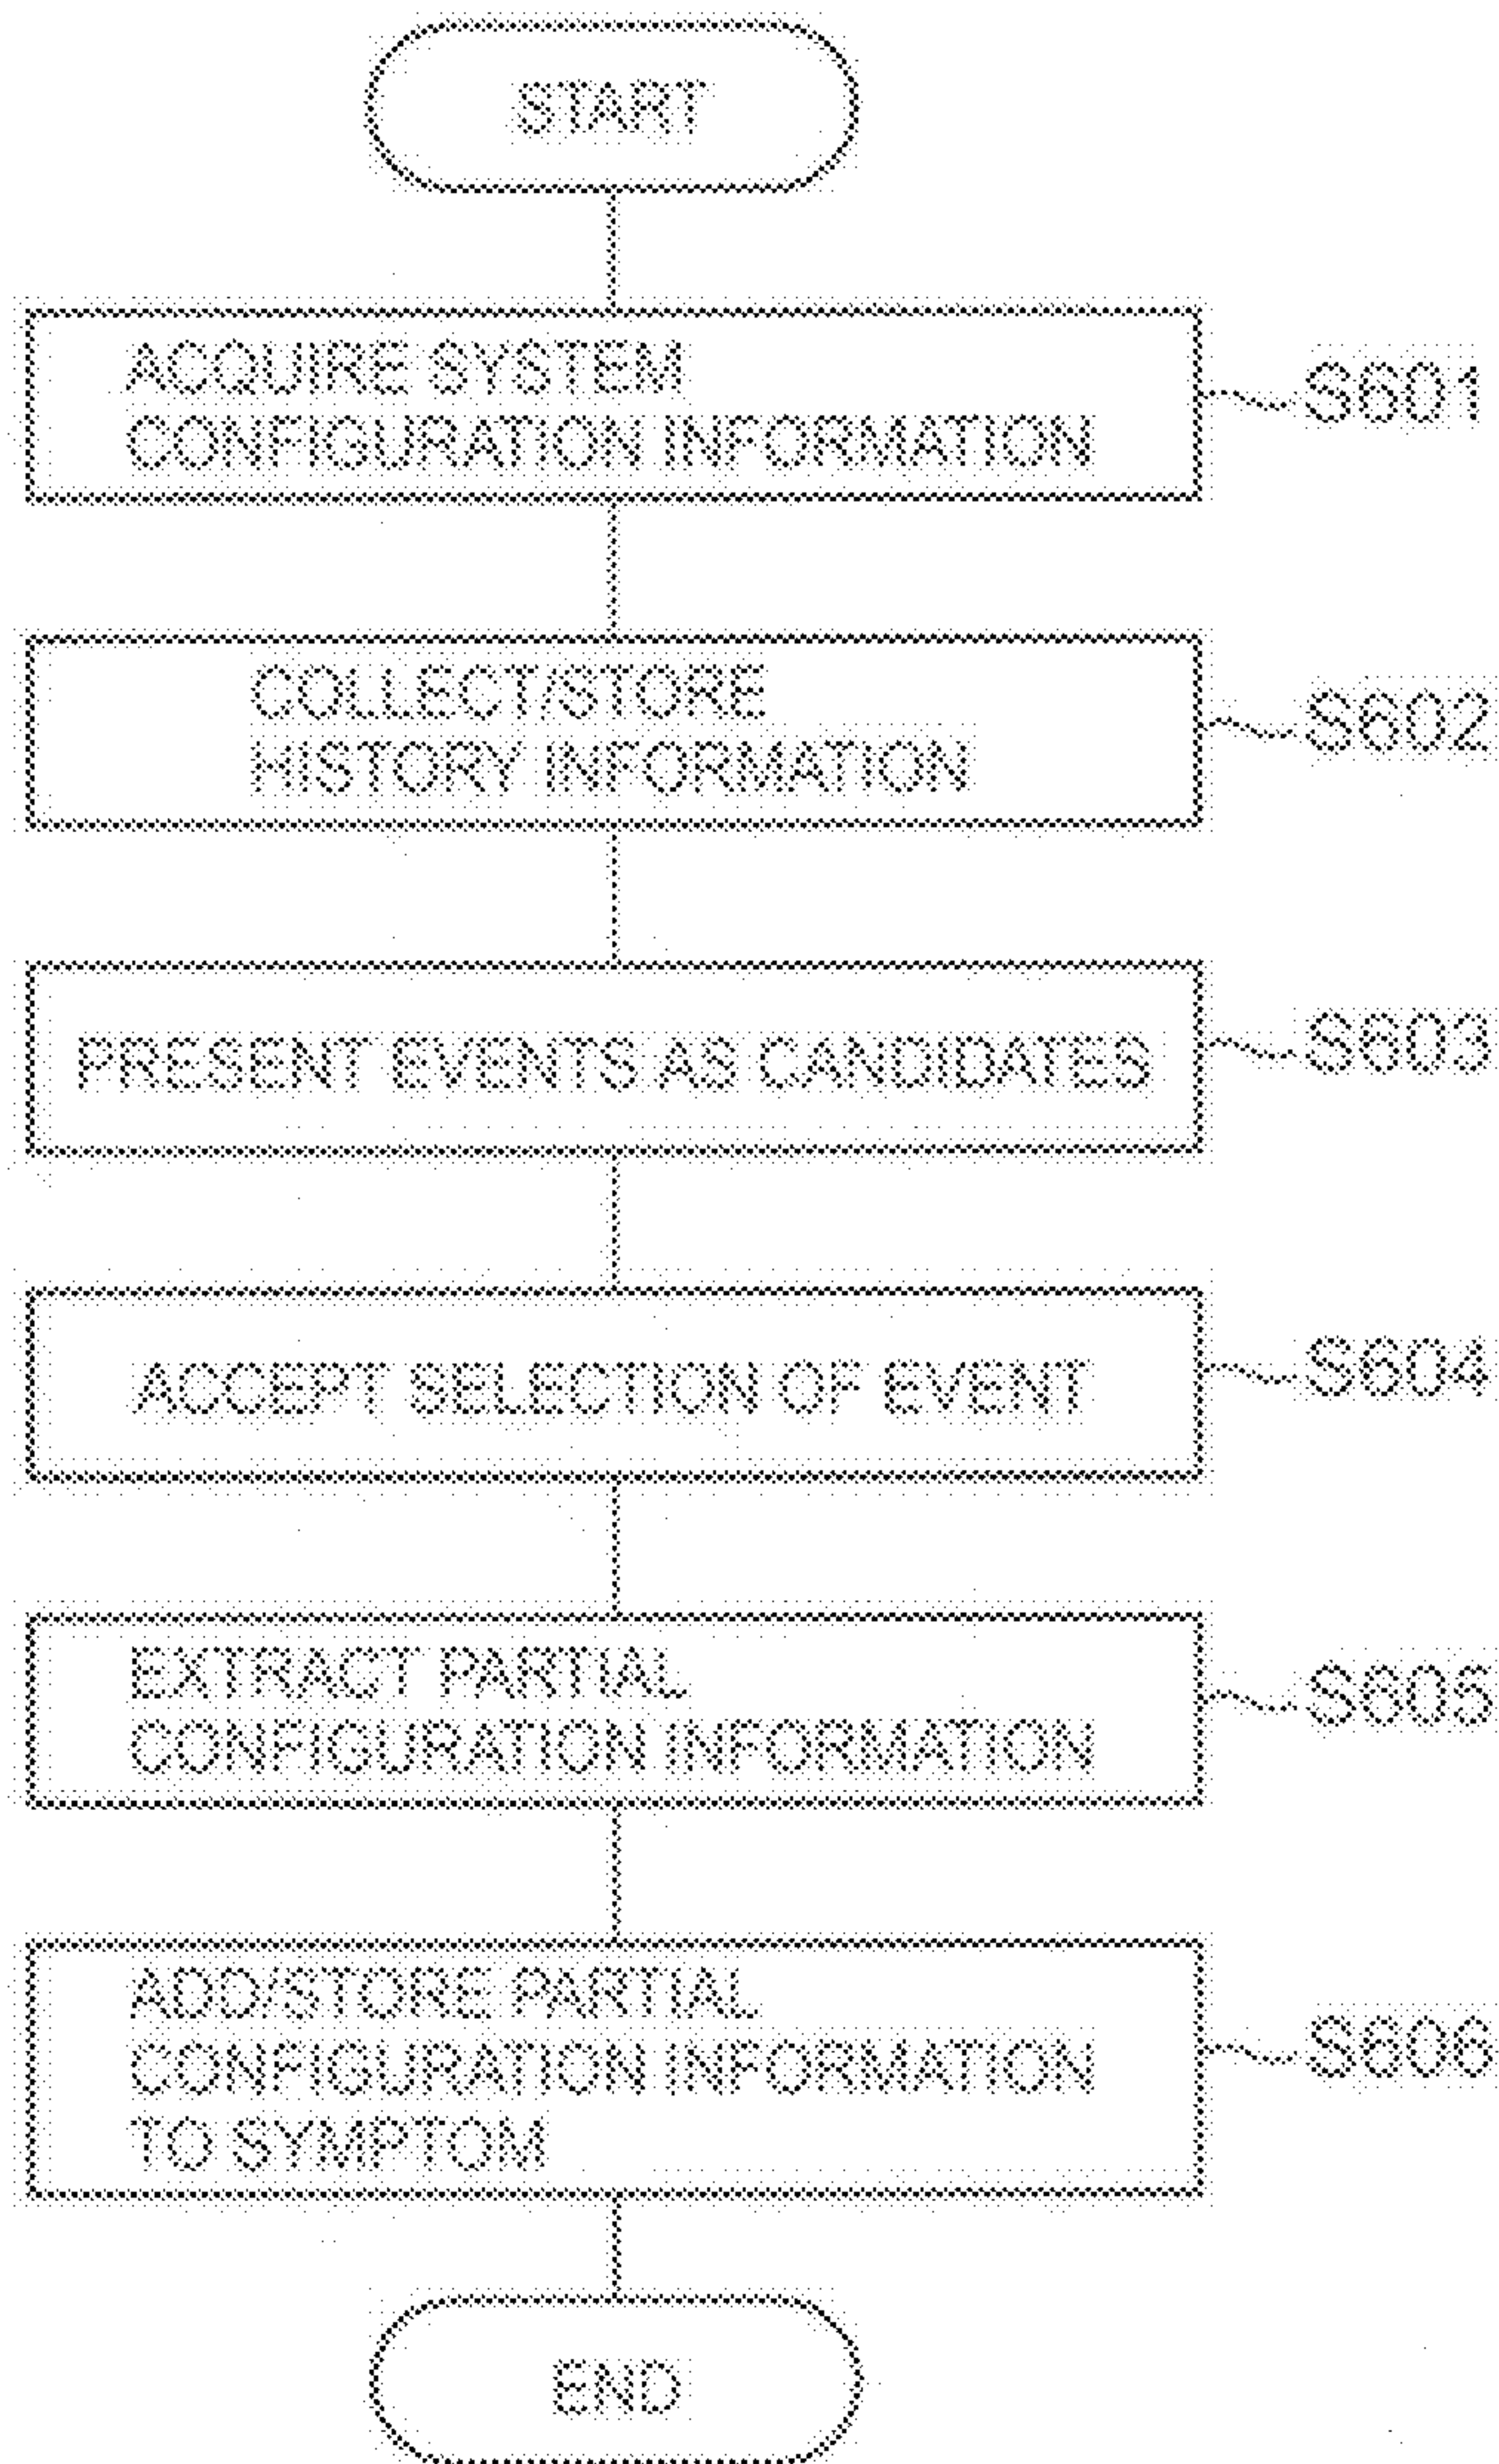 START
ACQUIRE SYSTEM
CONFIGURATION INFORMATION
S601
COLLECT/STORE
HISTORY INFORMATION
S602
PRESENT EVENTS AS CANDIDATES
S603
ACCEPT SELECTION OF EVENT
S604
EXTRACT PARTIAL
CONFIGURATION INFORMATION
S605
ADD/STORE PARTIAL
CONFIGURATION INFORMATION
TO SYMPTOM
S606
END